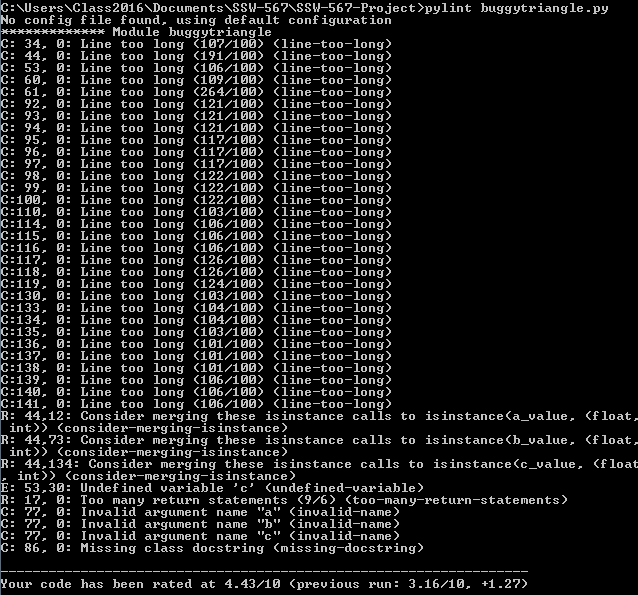 C:\Users\Class2016\Documents\SSW-567\SSW-567-Project>pylint buggytriangle.py
No config file found, using default configuration
************* Module buggytriangle
C: 34, 0: Line too long (107/100) (line-too-long)
C: 44, 0: Line too long (191/100) (line-too-long)
C: 53, 0: Line too long (106/100) (line-too-long)
C: 60, 0: Line too long (109/100) (line-too-long)
C: 61, 0: Line too long (264/100) (line-too-long)
C: 92, 0: Line too long (121/100) (line-too-long)
C: 93, 0: Line too long (121/100) (line-too-long)
C: 94, 0: Line too long (121/100) (line-too-long)
C: 95, 0: Line too long (117/100) (line-too-long)
C: 96, 0: Line too long (117/100) (line-too-long)
C: 97, 0: Line too long (117/100) (line-too-long)
C: 98, 0: Line too long (122/100) (line-too-long)
C: 99, 0: Line too long (122/100) (line-too-long)
C:100, 0: Line too long (122/100) (line-too-long)
C:110, 0: Line too long (103/100) (line-too-long)
C:114, 0: Line too long (106/100) (line-too-long)
C:115, 0: Line too long (106/100) (line-too-long)
C:116, 0: Line too long (106/100) (line-too-long)
C:117, 0: Line too long (126/100) (line-too-long)
C:118, 0: Line too long (126/100) (line-too-long)
C:119, 0: Line too long (124/100) (line-too-long)
C:130, 0: Line too long (103/100) (line-too-long)
C:133, 0: Line too long (104/100) (line-too-long)
C:134, 0: Line too long (104/100) (line-too-long)
C:135, 0: Line too long (103/100) (line-too-long)
C:136, 0: Line too long (101/100) (line-too-long)
C:137, 0: Line too long (101/100) (line-too-long)
C:138, 0: Line too long (101/100) (line-too-long)
C:139, 0: Line too long (106/100) (line-too-long)
C:140, 0: Line too long (106/100) (line-too-long)
C:141, 0: Line too long (106/100) (line-too-long)
R: 44,12: Consider merging these isinstance calls to isinstance(a_value, (float,
 int)) (consider-merging-isinstance)
R: 44,73: Consider merging these isinstance calls to isinstance(b_value, (float,
 int)) (consider-merging-isinstance)
R: 44,134: Consider merging these isinstance calls to isinstance(c_value, (float
, int)) (consider-merging-isinstance)
E: 53,30: Undefined variable 'c' (undefined-variable)
R: 17, 0: Too many return statements (9/6) (too-many-return-statements)
C: 77, 0: Invalid argument name "a" (invalid-name)
C: 77, 0: Invalid argument name "b" (invalid-name)
C: 77, 0: Invalid argument name "c" (invalid-name)
C: 86, 0: Missing class docstring (missing-docstring)
------------------------------------------------------------------
Your code has been rated at 4.43/10 (previous run: 3.16/10, +1.27)